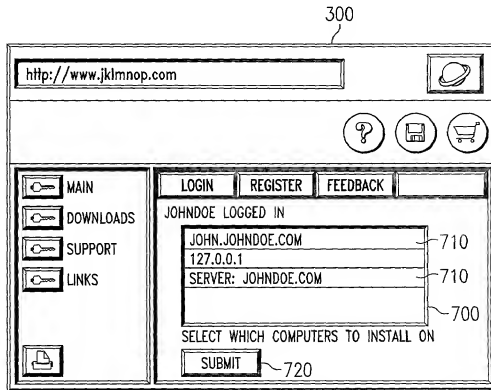 300
http://www.jklmnop.com
?
MAIN
DOWNLOADS
SUPPORT
LINKS
LOGIN REGISTER FEEDBACK
JOHNDOE LOGGED IN
JOHN.JOHNDOE.COM 710
127.0.0.1
SERVER: JOHNDOE.COM 710
700
SELECT WHICH COMPUTERS TO INSTALL ON
SUBMIT 720